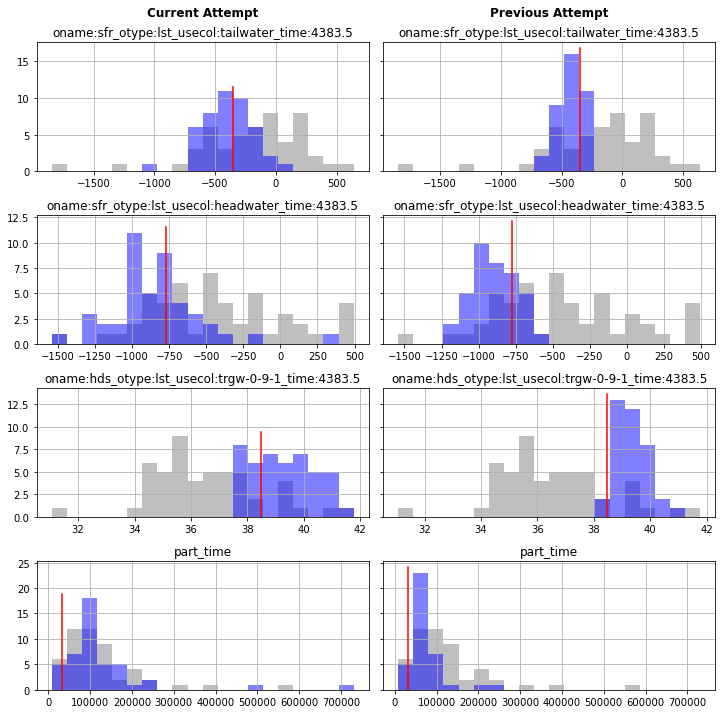 Current Attempt Previous Attempt
oname:sfr_otype:lst_usecol:tailwater_time:4383.5 oname:sfr_otype:lst_usecol:tailwater_time:4383.5
15
10
5
0
−1500 −1000 −500 0 500 −1500 −1000 −500 0 500
oname:sfr_otype:lst_usecol:headwater_time:4383.5 oname:sfr_otype:lst_usecol:headwater_time:4383.5
12.5
10.0
7.5
5.0
2.5
0.0
−1500 −1250 −1000 −750 −500 −250 0 250 500 −1500 −1250 −1000 −750 −500 −250 0 250 500
oname:hds_otype:lst_usecol:trgw-0-9-1_time:4383.5 oname:hds_otype:lst_usecol:trgw-0-9-1_time:4383.5
12.5
10.0
7.5
5.0
2.5
0.0
32 34 36 38 40 42 32 34 36 38 40 42
part_time part_time
25
20
15
10
5
0
0 100000 200000 300000 400000 500000 600000 700000 0 100000 200000 300000 400000 500000 600000 700000